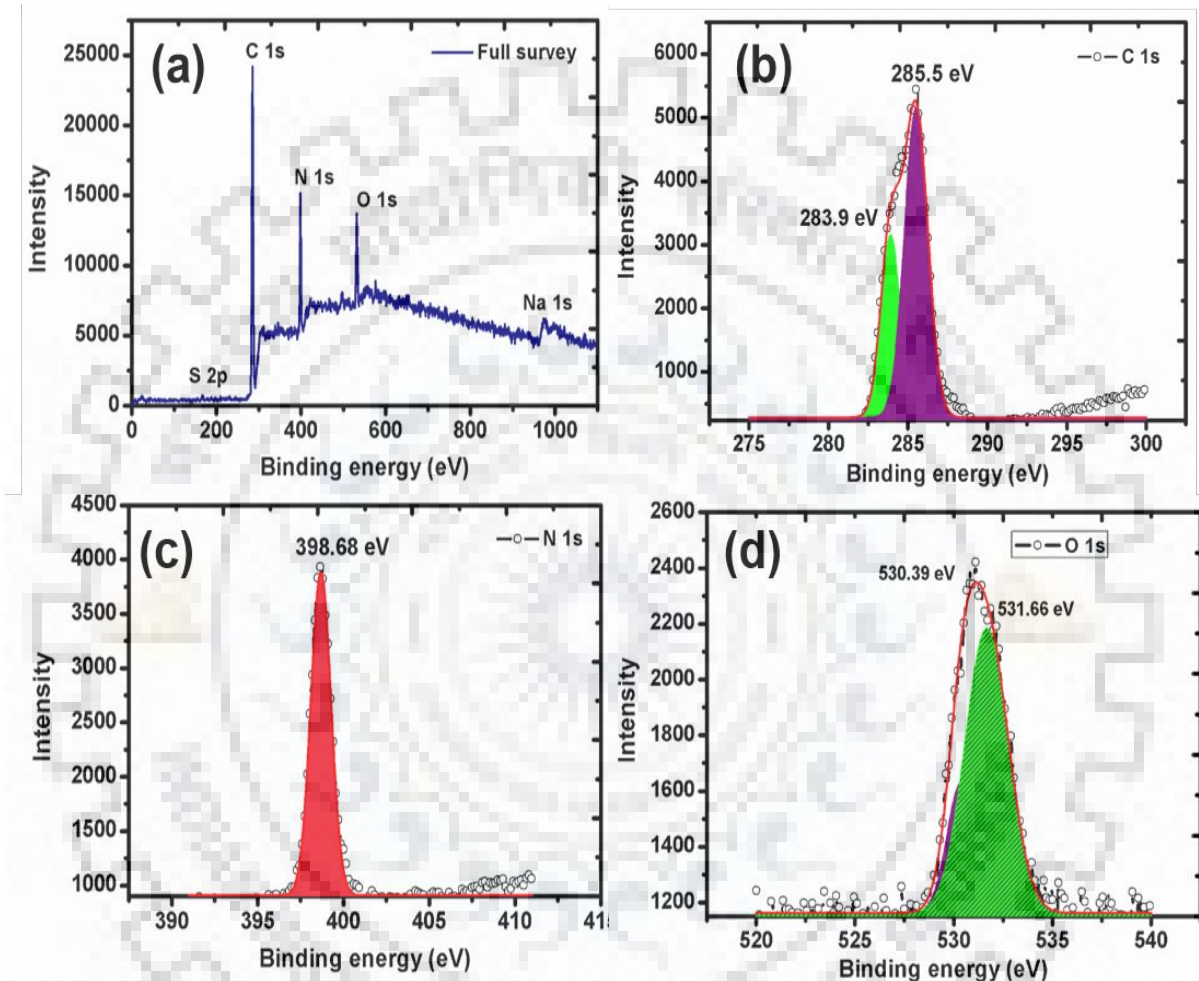 (a)
Full survey
C 1s
N 1s
O 1s
Na 1s
S 2p
25000
20000
15000
10000
5000
0
0 200 400 600 800 1000
Intensity
Binding energy (eV)
(b)
C 1s
285.5 eV
283.9 eV
6000
5000
4000
3000
2000
1000
275 280 285 290 295 300
Intensity
Binding energy (eV)
(c)
N 1s
398.68 eV
4500
4000
3500
3000
2500
2000
1500
1000
390 395 400 405 410 415
Intensity
Binding energy (eV)
(d)
O 1s
530.39 eV
531.66 eV
2600
2400
2200
2000
1800
1600
1400
1200
520 525 530 535 540
Intensity
Binding energy (eV)